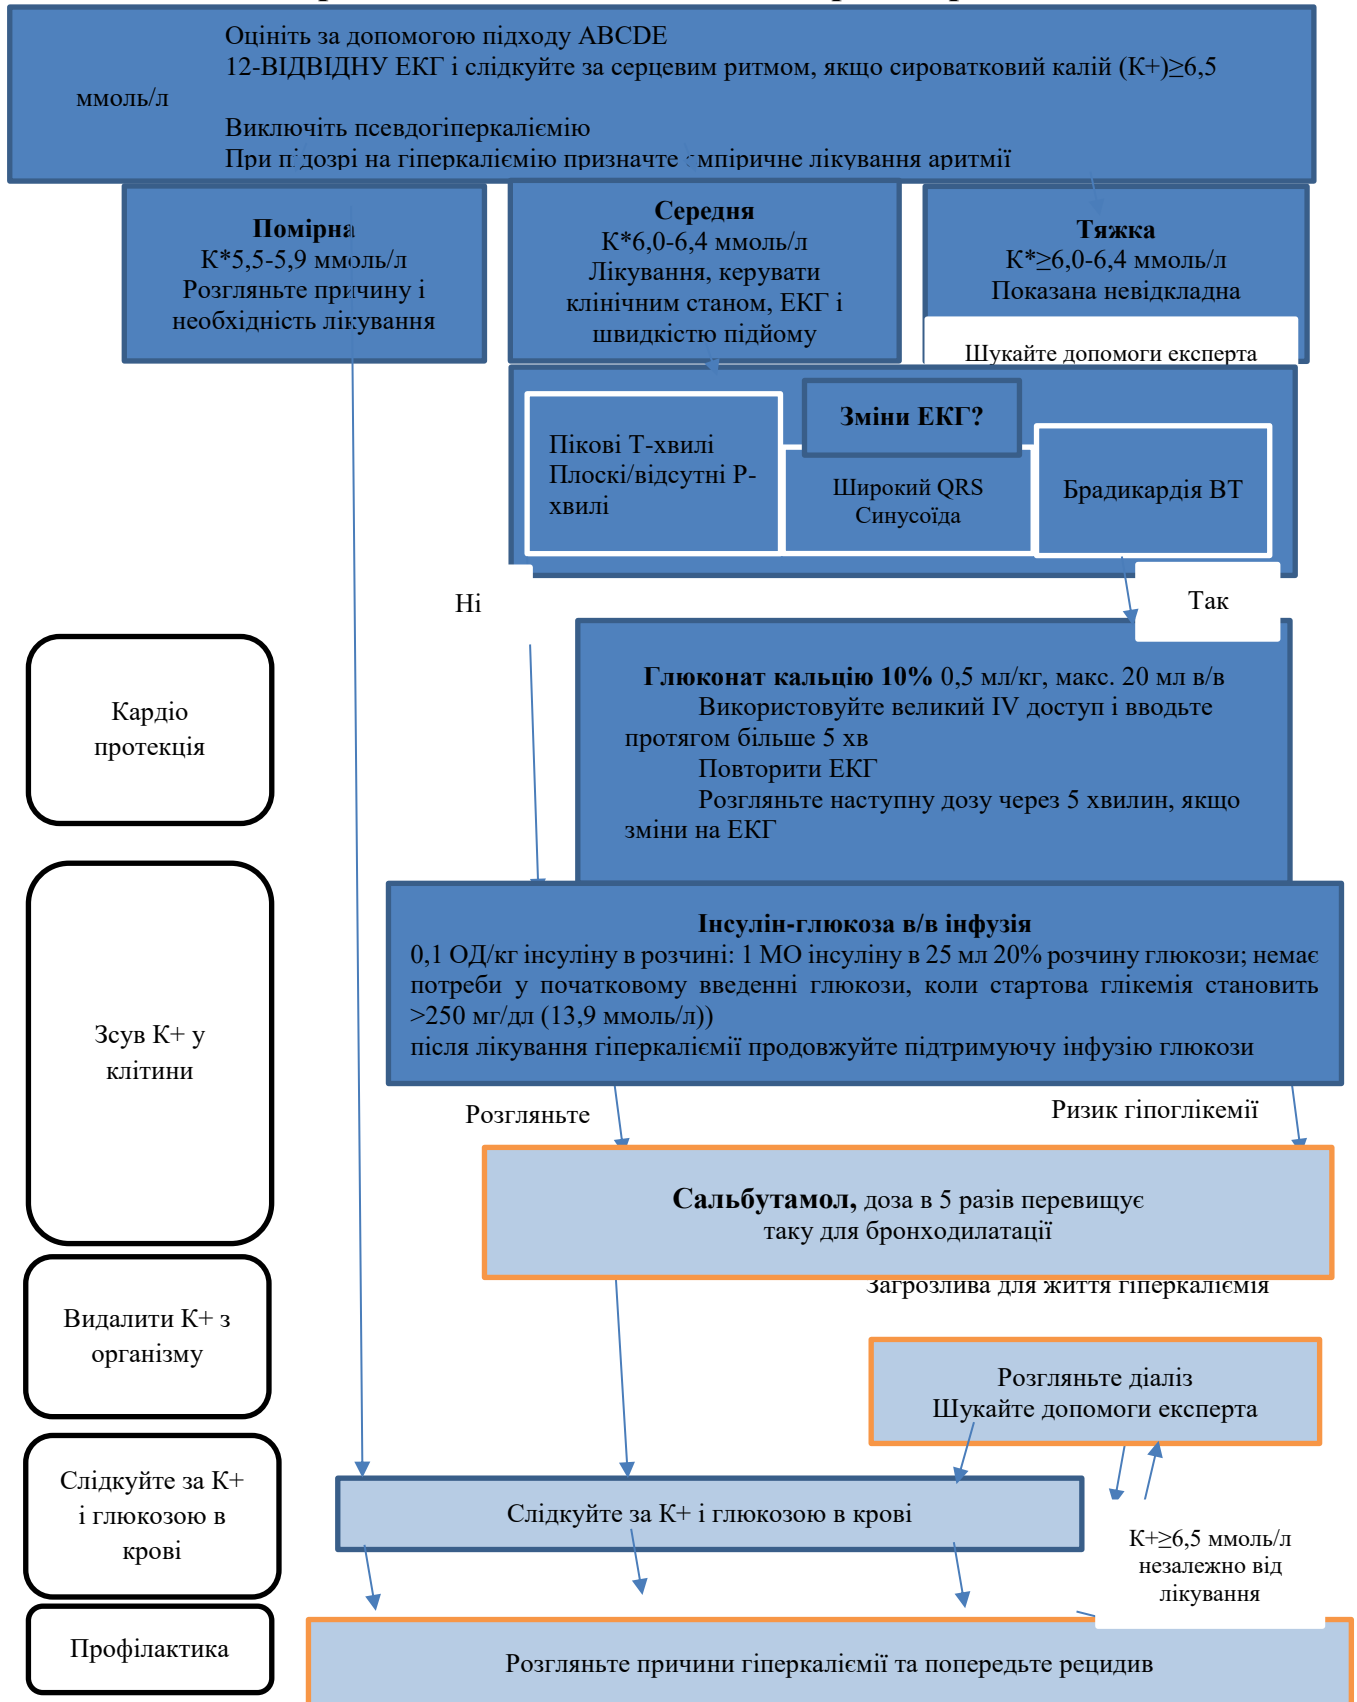 Оцініть за допомогою підходу ABCDE
12-ВІДВІДНУ ЕКГ і слідкуйте за серцевим ритмом, якщо сироватковий калій (К+)≥6,5
ммоль/л
Виключіть псевдогіперкаліємію
При підозрі на гіперкаліємію призначте емпіричне лікування аритмії
Помірна
К*5,5-5,9 ммоль/л
Розгляньте причину і
необхідність лікування
Середня
К*6,0-6,4 ммоль/л
Лікування, керувати
клінічним станом, ЕКГ і
швидкістю підйому
Тяжка
К*≥6,0-6,4 ммоль/л
Показана невідкладна
Шукайте допомоги експерта
Зміни ЕКГ?
Пікові Т-хвилі
Плоскі/відсутні Р-
хвилі
Широкий QRS
Синусоїда
Брадикардія ВТ
Ні
Так
Кардіо
протекція
Глюконат кальцію 10% 0,5 мл/кг, макс. 20 мл в/в
Використовуйте великий IV доступ і вводьте
протягом більше 5 хв
Повторити ЕКГ
Розгляньте наступну дозу через 5 хвилин, якщо
зміни на ЕКГ
Зсув К+ у
клітини
Інсулін-глюкоза в/в інфузія
0,1 ОД/кг інсуліну в розчині: 1 МО інсуліну в 25 мл 20% розчину глюкози; немає
потреби у початковому введенні глюкози, коли стартова глікемія становить
>250 мг/дл (13,9 ммоль/л))
після лікування гіперкаліємії продовжуйте підтримуючу інфузію глюкози
Розгляньте
Ризик гіпоглікемії
Сальбутамол, доза в 5 разів перевищує
таку для бронходилатації
Загрозлива для життя гіперкаліємія
Видалити К+ з
організму
Розгляньте діаліз
Шукайте допомоги експерта
Слідкуйте за К+
і глюкозою в
крові
Слідкуйте за К+ і глюкозою в крові
К+≥6,5 ммоль/л
незалежно від
лікування
Профілактика
Розгляньте причини гіперкаліємії та попередьте рецидив